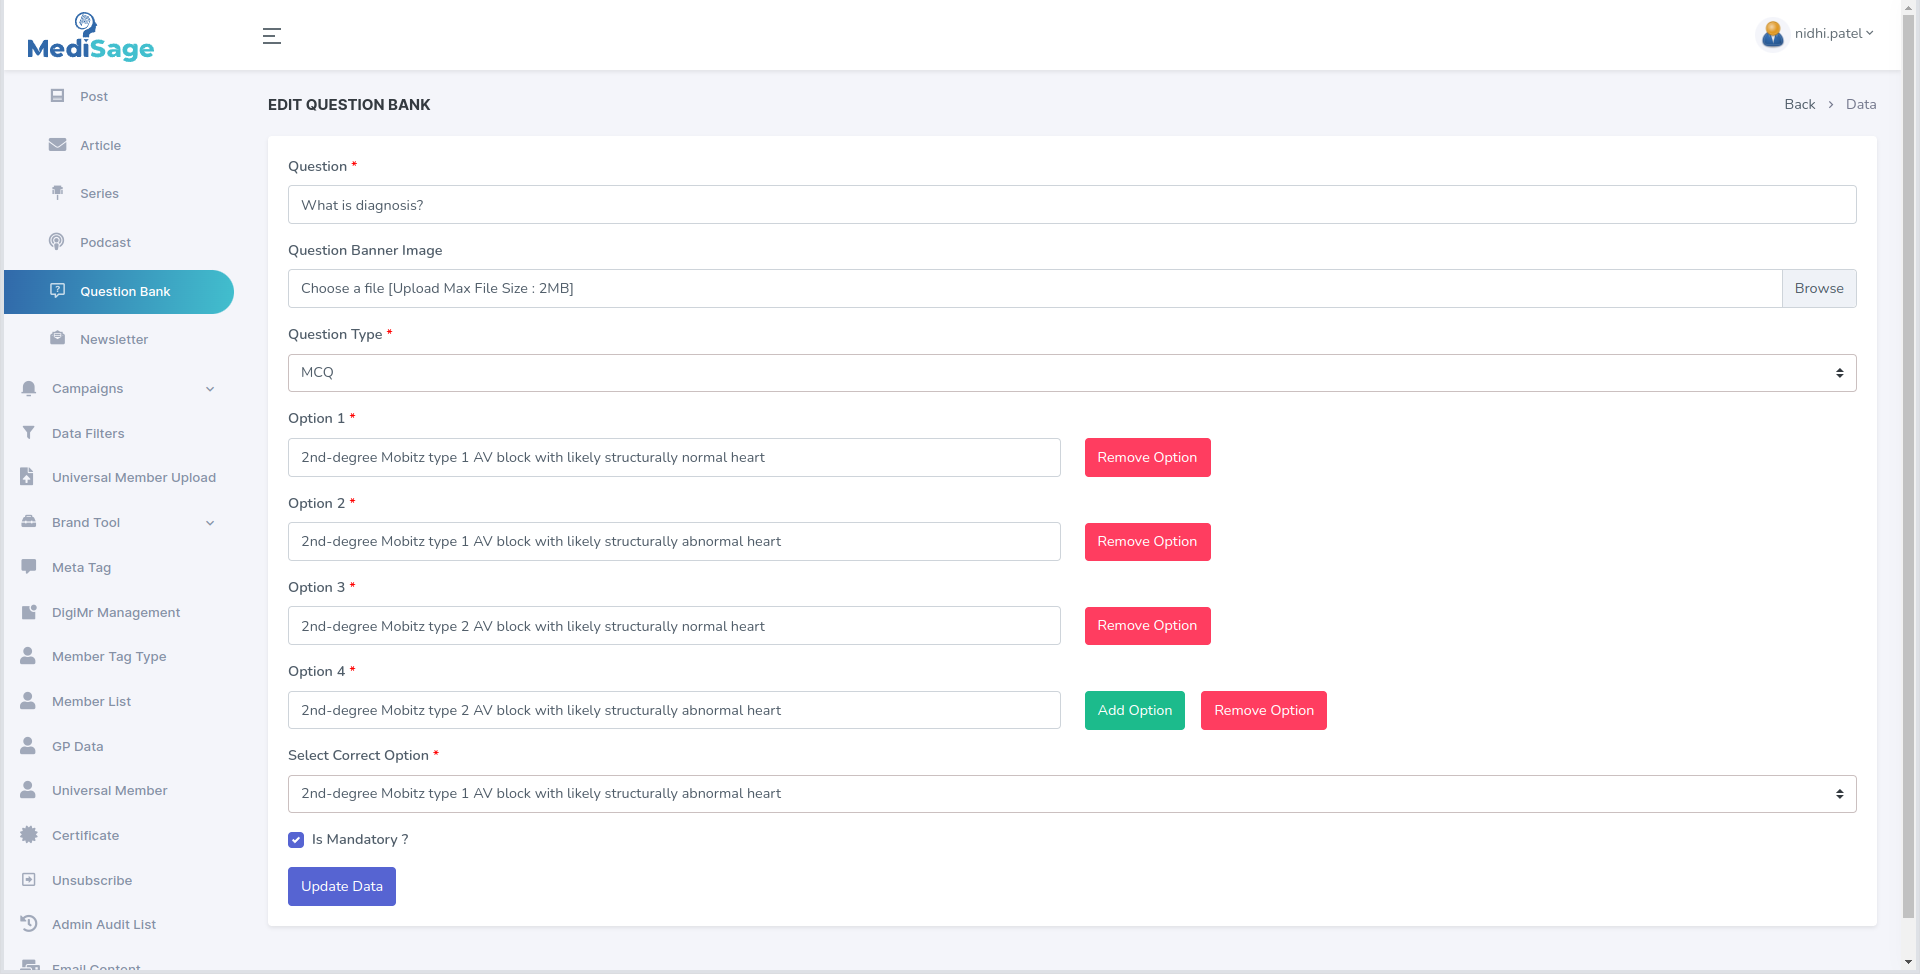 MediSage
nidhi.patel
Post
Article
Series
Podcast
Question Bank
Newsletter
Campaigns
Data Filters
Universal Member Upload
Brand Tool
Meta Tag
DigiMr Management
Member Tag Type
Member List
GP Data
Universal Member
Certificate
Unsubscribe
Admin Audit List
Email Content
EDIT QUESTION BANK
Back > Data
Question *
What is diagnosis?
Question Banner Image
Choose a file [Upload Max File Size : 2MB] Browse
Question Type *
MCQ
Option 1 *
2nd-degree Mobitz type 1 AV block with likely structurally normal heart Remove Option
Option 2 *
2nd-degree Mobitz type 1 AV block with likely structurally abnormal heart Remove Option
Option 3 *
2nd-degree Mobitz type 2 AV block with likely structurally normal heart Remove Option
Option 4 *
2nd-degree Mobitz type 2 AV block with likely structurally abnormal heart Add Option Remove Option
Select Correct Option *
2nd-degree Mobitz type 1 AV block with likely structurally abnormal heart
Is Mandatory ?
Update Data